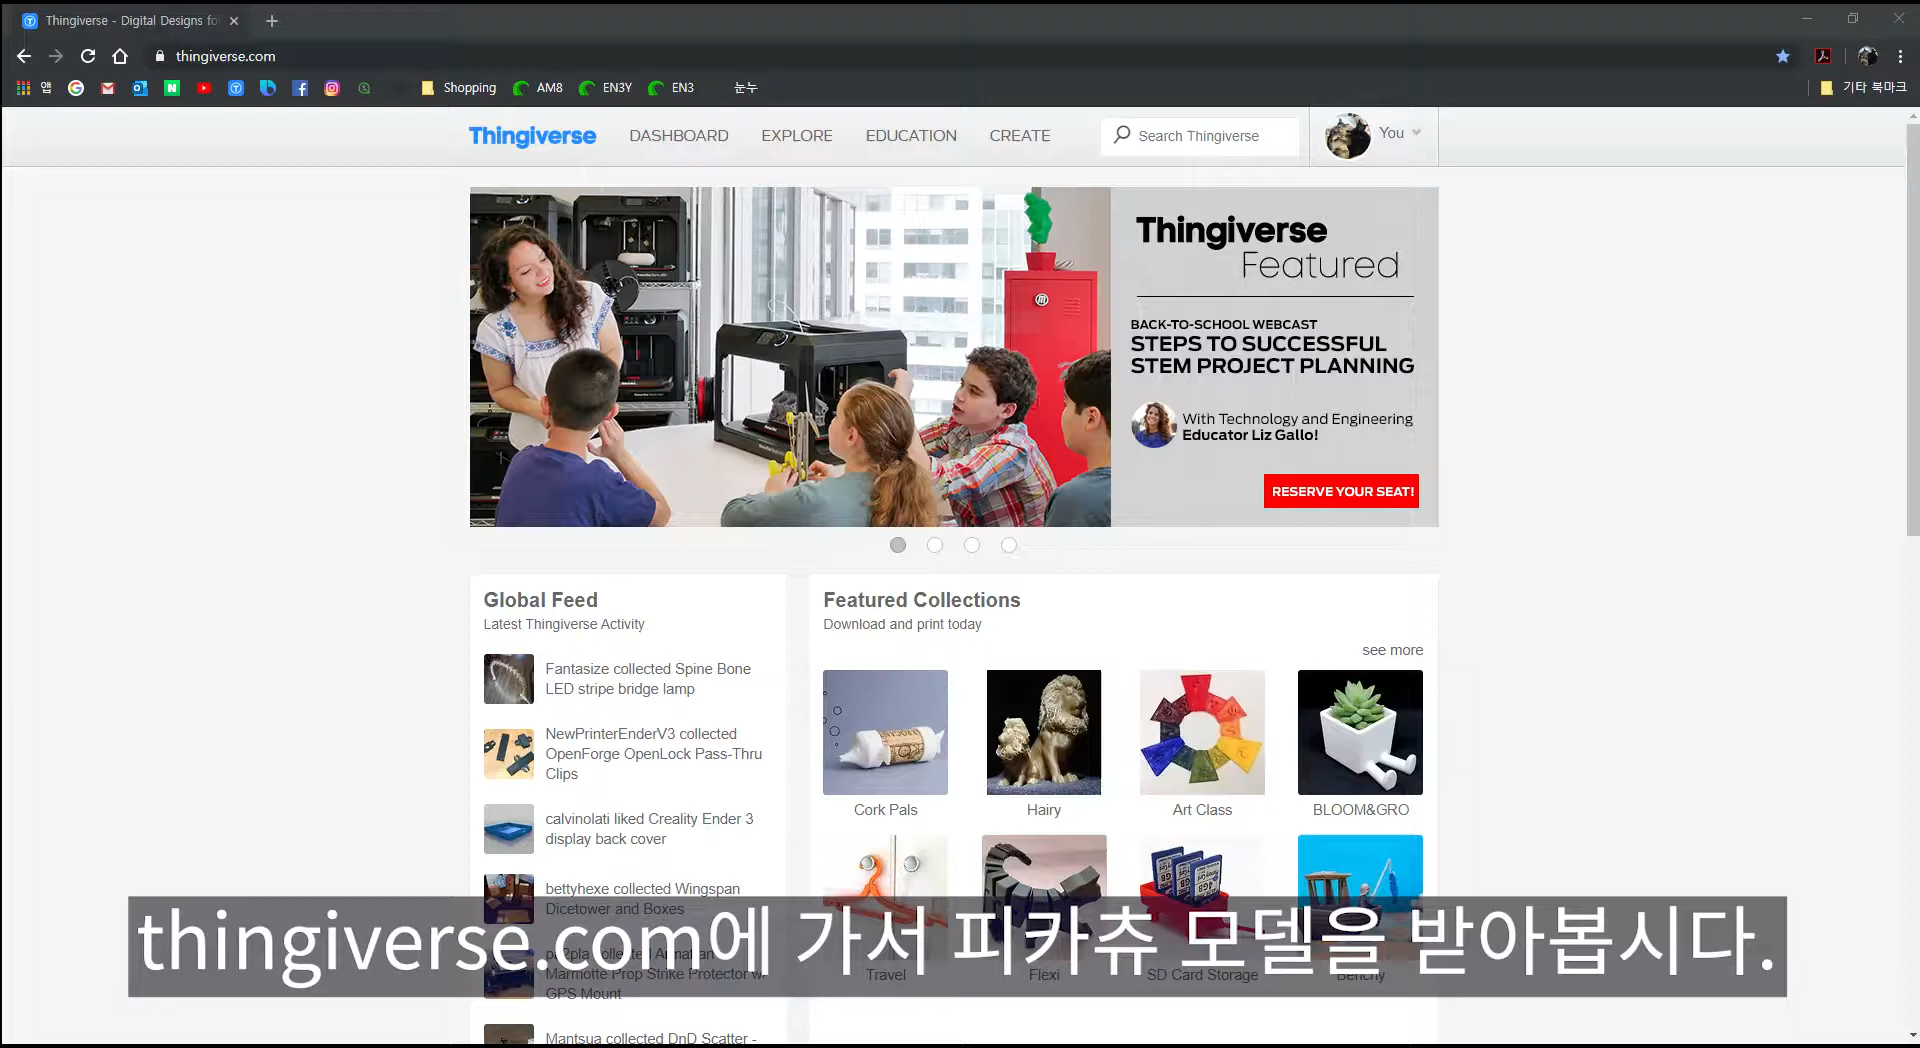 Thingiverse - Digital Designs fo
thingiverse.com
앱
Shopping
AM8
EN3Y
EN3
눈누
기타 북마크
Thingiverse
DASHBOARD
EXPLORE
EDUCATION
CREATE
Search Thingiverse
You
Thingiverse
Featured
BACK-TO-SCHOOL WEBCAST
STEPS TO SUCCESSFUL
STEM PROJECT PLANNING
With Technology and Engineering
Educator Liz Gallo!
RESERVE YOUR SEAT!
Global Feed
Latest Thingiverse Activity
Fantasize collected Spine Bone
LED stripe bridge lamp
NewPrinterEnderV3 collected
OpenForge OpenLock Pass-Thru
Clips
calvinolati liked Creality Ender 3
display back cover
bettyhexe collected Wingspan
Dicetower and Boxes
collected
Marmotte Prop Strike Protector w/
GPS Mount
Mantsua collected DnD Scatter -
Featured Collections
Download and print today
see more
Cork Pals
Hairy
Art Class
BLOOM&GRO
Travel
Flexi
SD Card Storage
Benchy
thingiverse.com에 가서 피카츄 모델을 받아봅시다.